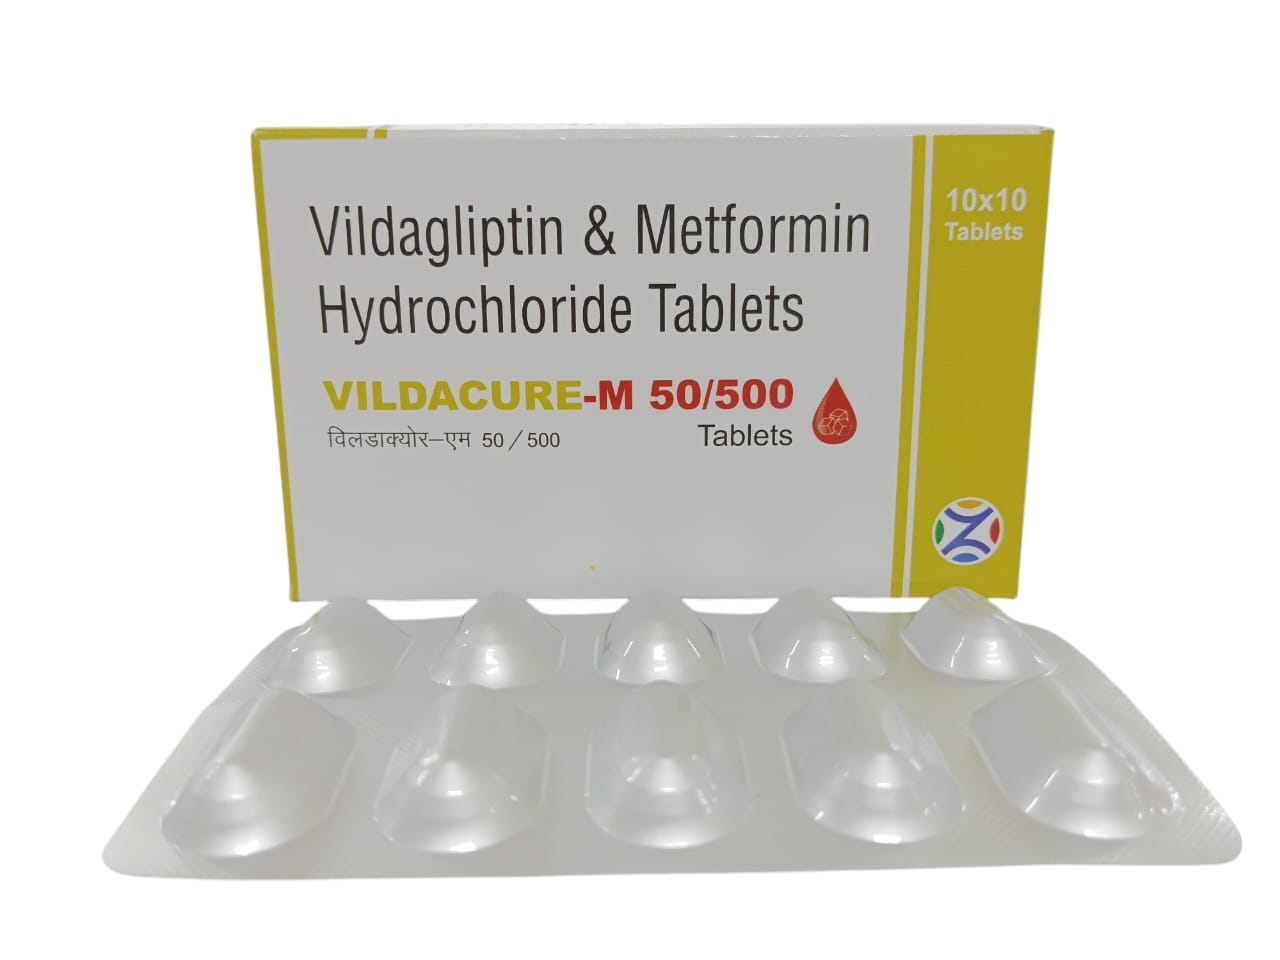 Vildagliptin & Metformin
Hydrochloride Tablets
VILDACURE-M 50/500
विलडाक्योर–एम 50/500
Tablets
10x10
Tablets
Z